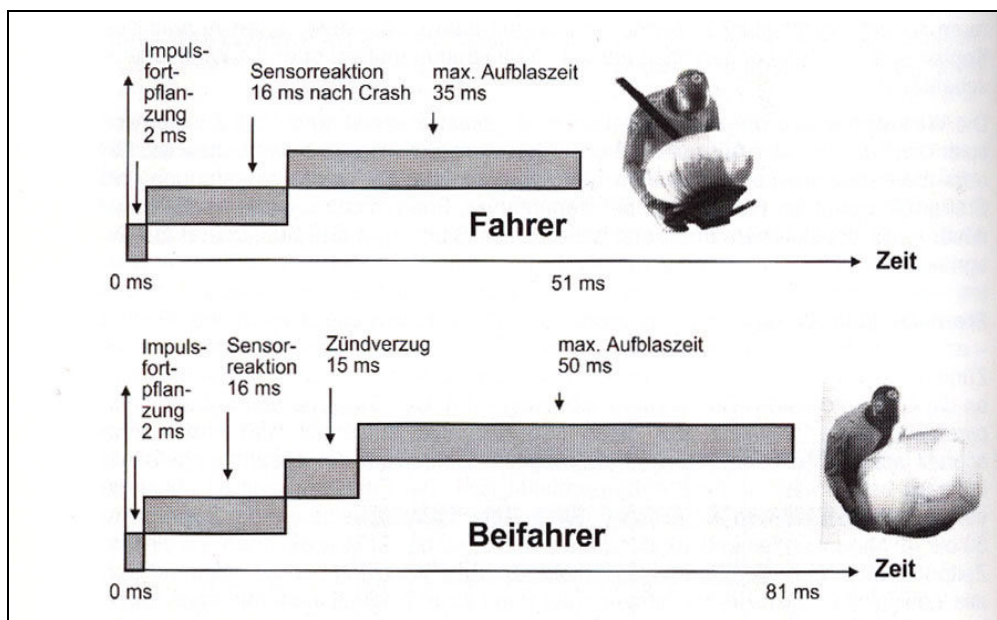 Impuls-
fort-
pflan-
zung
2 ms
Sensorreaktion
16 ms nach Crash
max. Aufblaszeit
35 ms
Fahrer
Zeit
0 ms
51 ms
Impuls-
fort-
pflan-
zung
2 ms
Sensor-
reaktion
16 ms
Zündverzug
15 ms
max. Aufblaszeit
50 ms
Beifahrer
Zeit
0 ms
81 ms